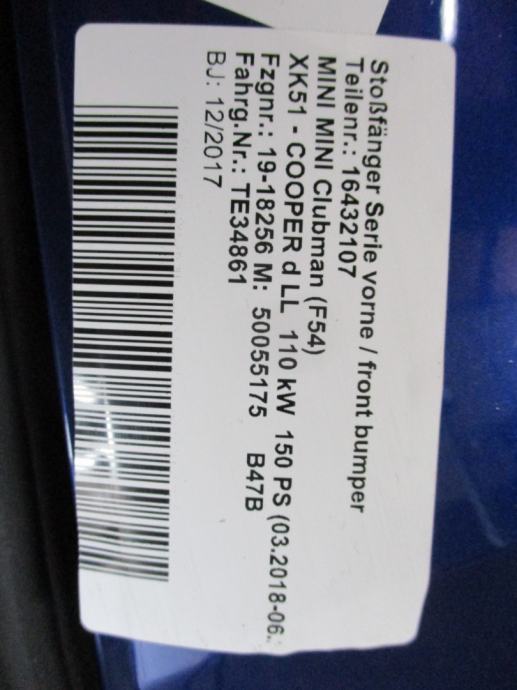 Stoßfänger Serie vorne / front bumper
Teilenr.: 16432107
MINI MINI Clubman (F54)
XK51 - COOPER d LL 110 kW 150 PS (03.2018-06.:
Fzgnr.: 19-18256 M: 50055175 B47B
Fahrg.Nr.: TE34861
BJ: 12/2017